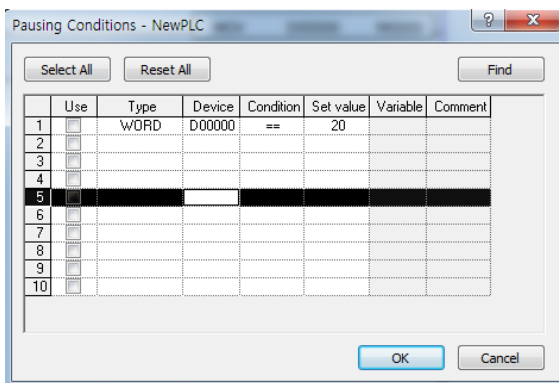 Pausing Conditions - NewPLC
Select All Reset All Find
Use Type Device Condition Set value Variable Comment
1 WORD D00000 == 20
2
3
4
5
6
7
8
9
10
OK Cancel